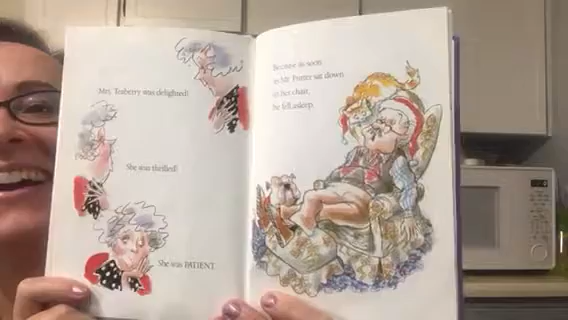 Mrs. Teaberry was delighted!
She was thrilled!
She was PATIENT.
Because as soon
as Mr. Potter sat down
in her chair,
he fell asleep.